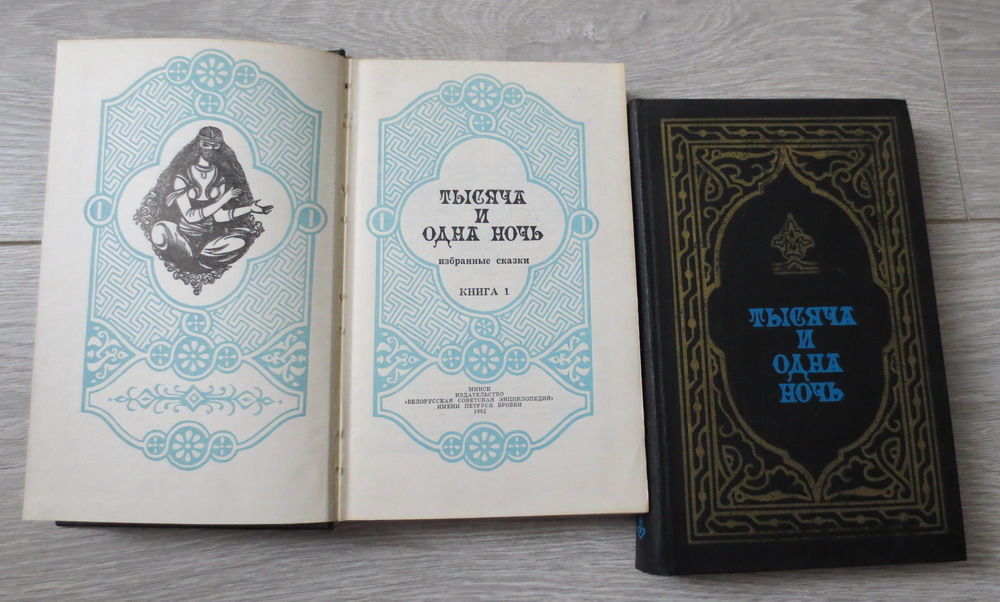 ТЫСЯЧА
И
ОДНА НОЧЬ
избранные сказки
КНИГА 1
МИНСК
ИЗДАТЕЛЬСТВО
«БЕЛОРУССКАЯ СОВЕТСКАЯ ЭНЦИКЛОПЕДИЯ»
ИМЕНИ ПЕТРУСЯ БРОВКИ
1982
ТЫСЯЧА
И
ОДНА
НОЧЬ